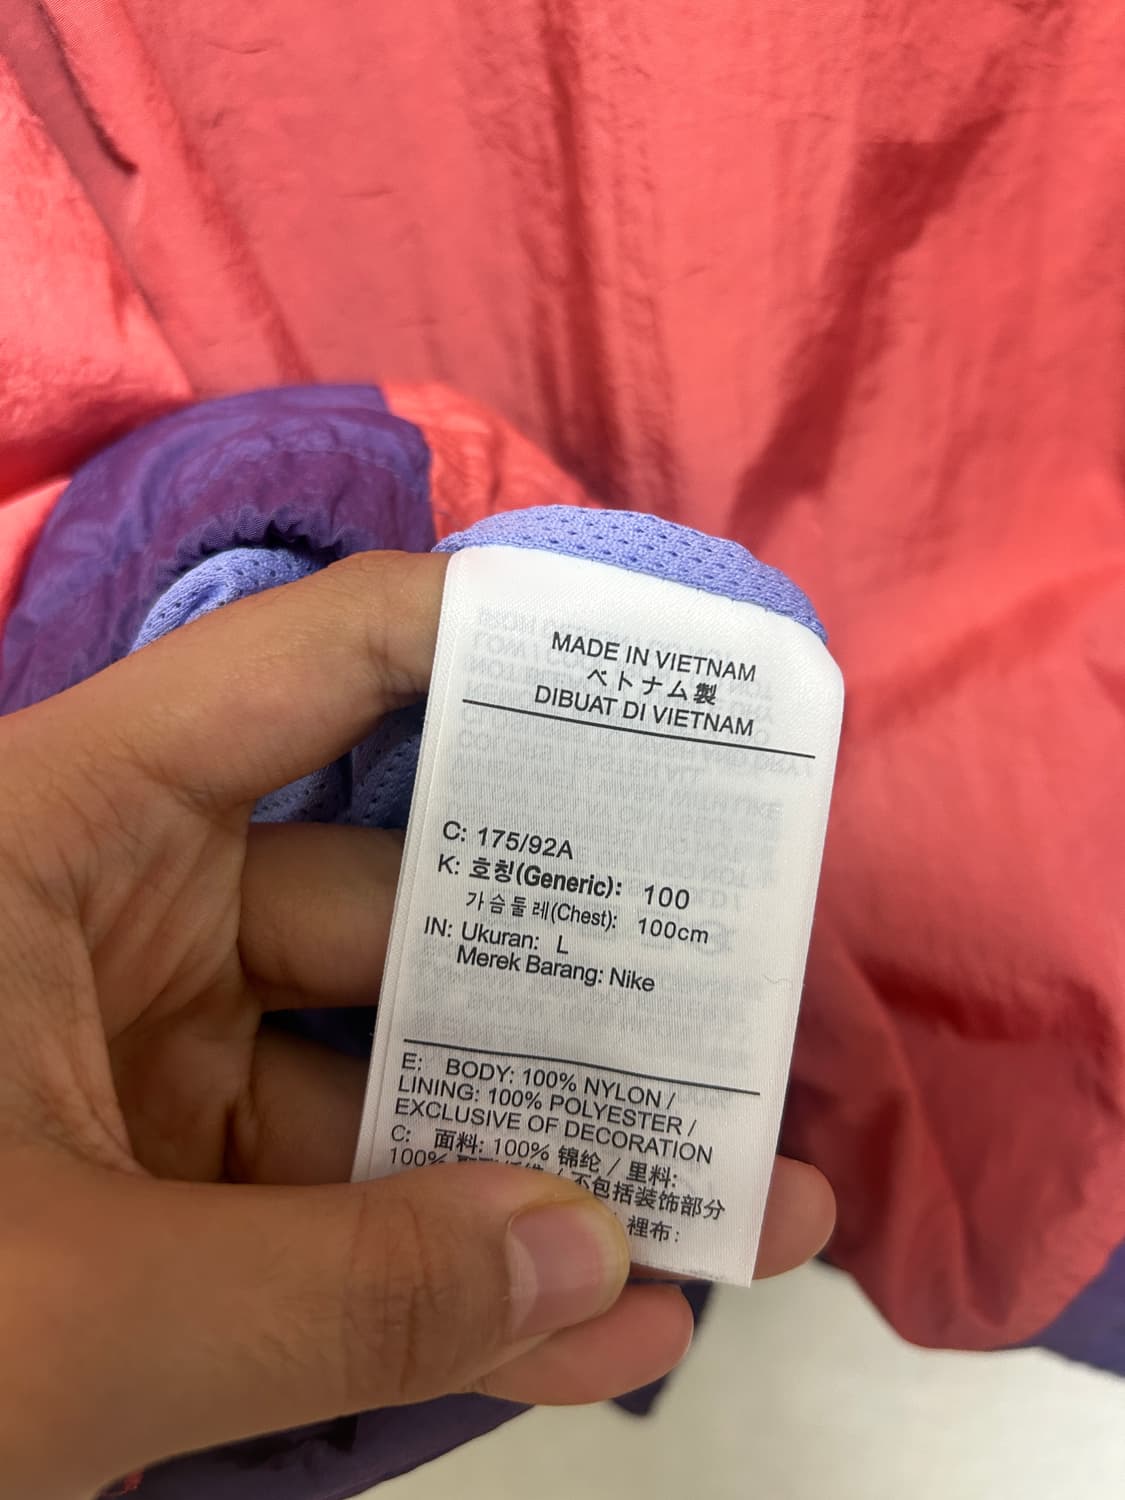 MADE IN VIETNAM
ベトナム製
DIBUAT DI VIETNAM
C: 175/92A
K: 호칭(Generic): 100
가슴둘레(Chest): 100cm
IN: Ukuran: L
Merek Barang: Nike
E: BODY: 100% NYLON /
LINING: 100% POLYESTER /
EXCLUSIVE OF DECORATION
C: 面料: 100% 锦纶 / 里料:
100% / 不包括装饰部分
裡布: